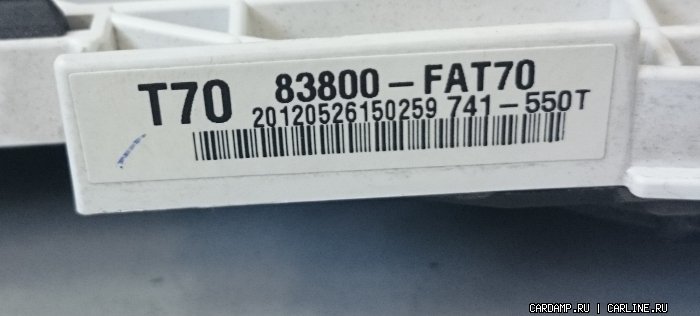 T70 83800-FAT70
20120526150259 741-550T
CARDAMP.RU | CARLINE.RU